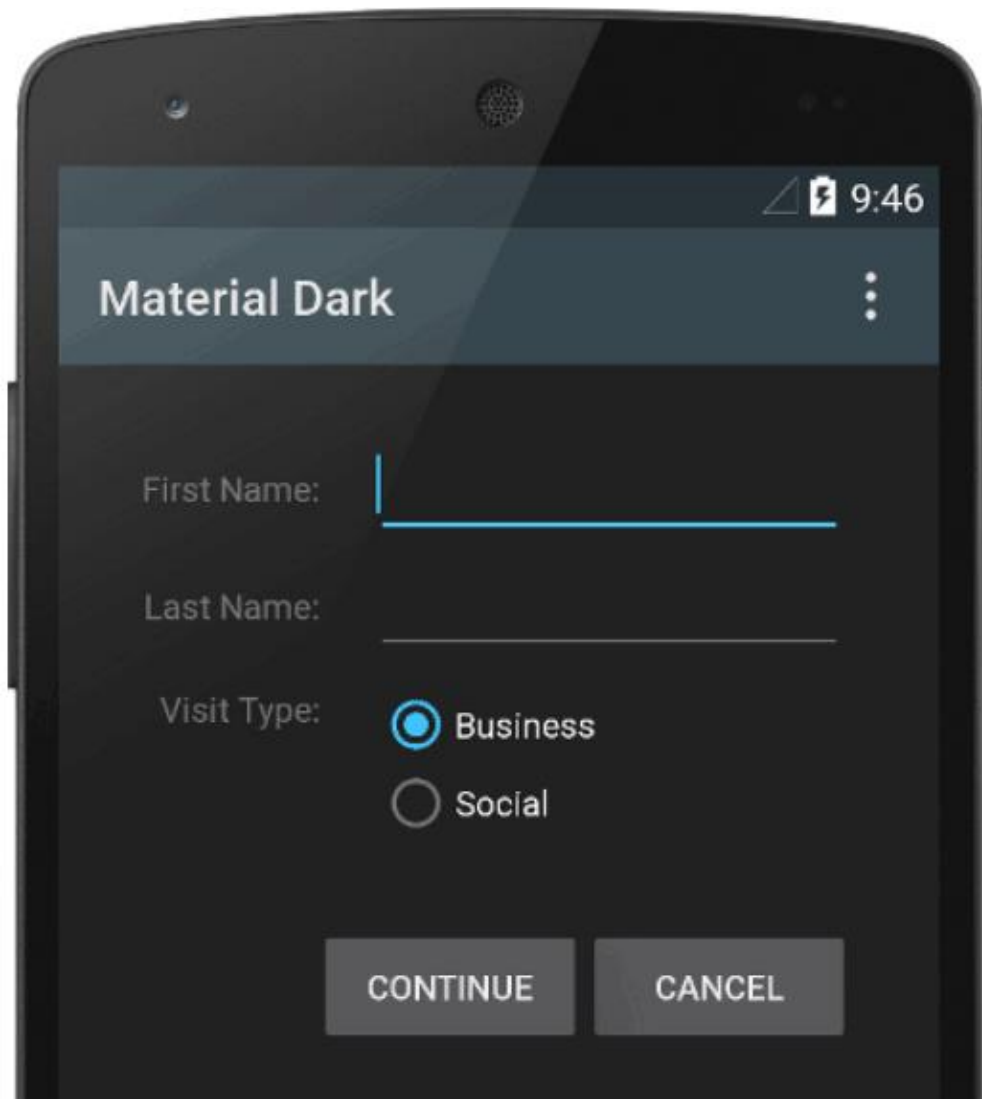 9:46
Material Dark
First Name:
Last Name:
Visit Type:
Business
Social
CONTINUE
CANCEL